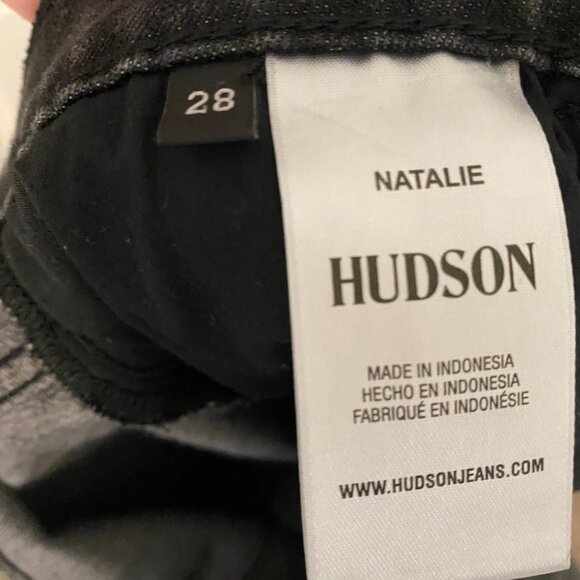 28
NATALIE
HUDSON
MADE IN INDONESIA
HECHO EN INDONESIA
FABRIQUÉ EN INDONÉSIE
WWW.HUDSONJEANS.COM